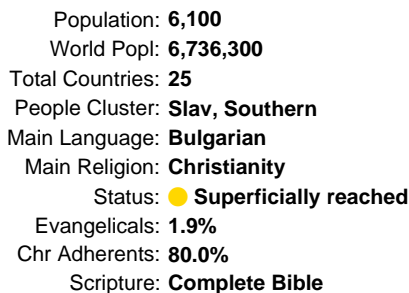 Population: 6,100
World Popl: 6,736,300
Total Countries: 25
People Cluster: Slav, Southern
Main Language: Bulgarian
Main Religion: Christianity
Status: Superficially reached
Evangelicals: 1.9%
Chr Adherents: 80.0%
Scripture: Complete Bible